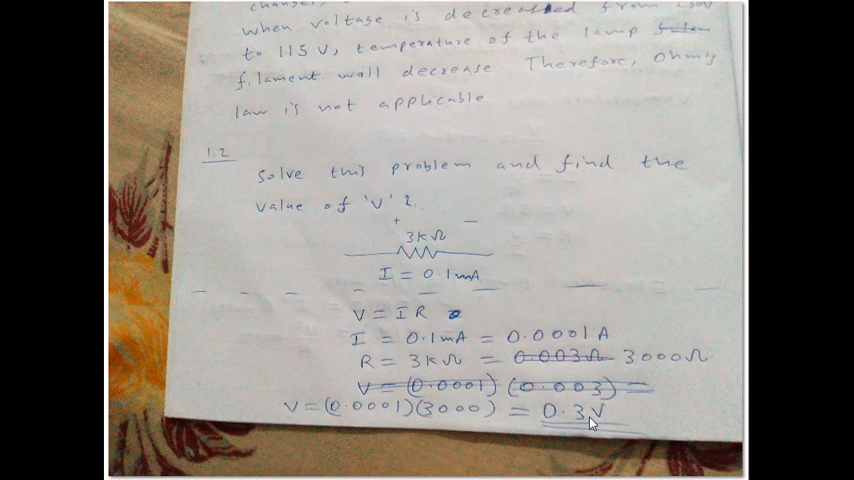 when voltage is decreased from
to 115 V, temperature of the lamp
filament will decrease Therefore, Ohm's
law is not applicable
1.2
Solve this problem and find the
value of 'V' ?
+ −
3KΩ
I = 0.1mA
V = I R
I = 0.1mA = 0.0001A
R = 3KΩ = 0.003Ω 3000Ω
V = (0.0001) (0.003) =
V = (0.0001)(3000) = 0.3V